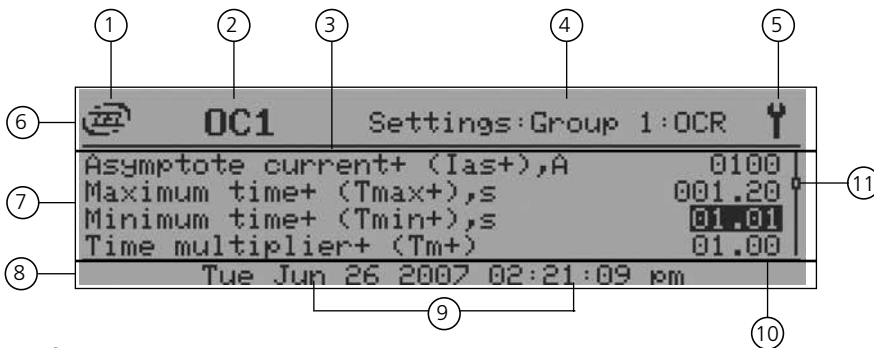 1 2 3 4 5
6 OC1 Settings:Group 1:OCR
Asymptote current+ (Ias+),A 0100
7 Maximum time+ (Tmax+),s 001.20 11
Minimum time+ (Tmin+),s 01.01
Time multiplier+ (Tm+) 01.00
8 Tue Jun 26 2007 02:21:09 pm
9 10